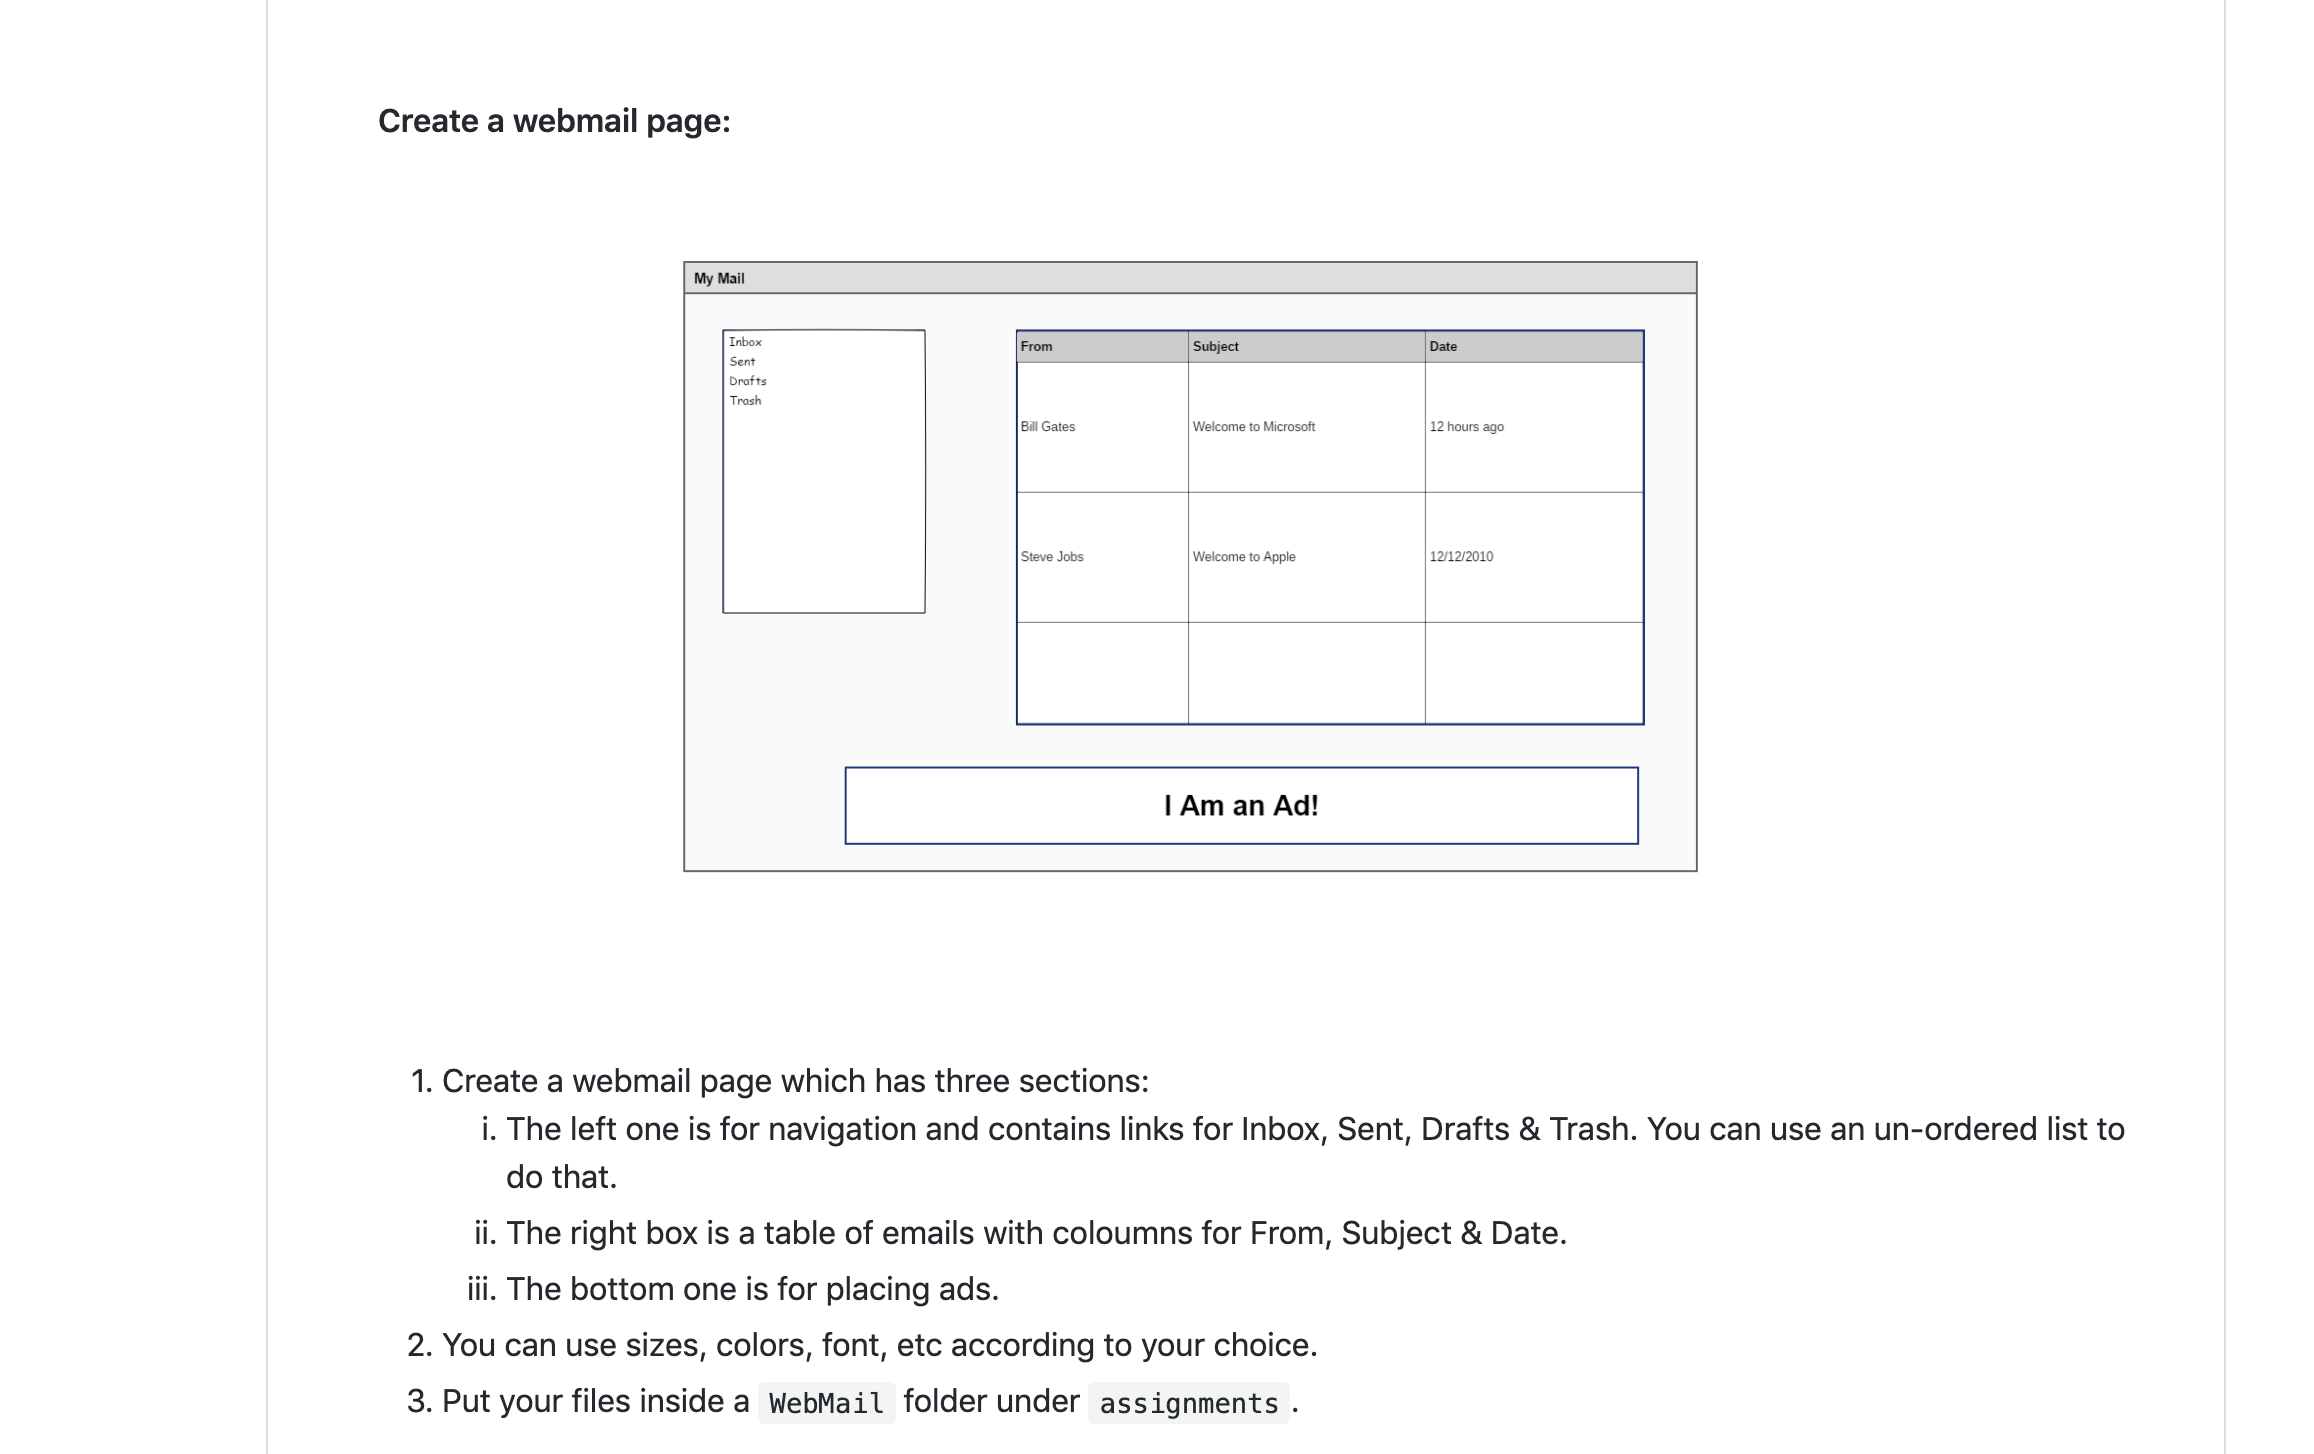 Create a webmail page:
My Mail
Inbox
Sent
Drafts
Trash
From Subject Date
Bill Gates Welcome to Microsoft 12 hours ago
Steve Jobs Welcome to Apple 12/12/2010
I Am an Ad!
1. Create a webmail page which has three sections:
i. The left one is for navigation and contains links for Inbox, Sent, Drafts & Trash. You can use an un-ordered list to
do that.
ii. The right box is a table of emails with coloumns for From, Subject & Date.
iii. The bottom one is for placing ads.
2. You can use sizes, colors, font, etc according to your choice.
3. Put your files inside a WebMail folder under assignments.